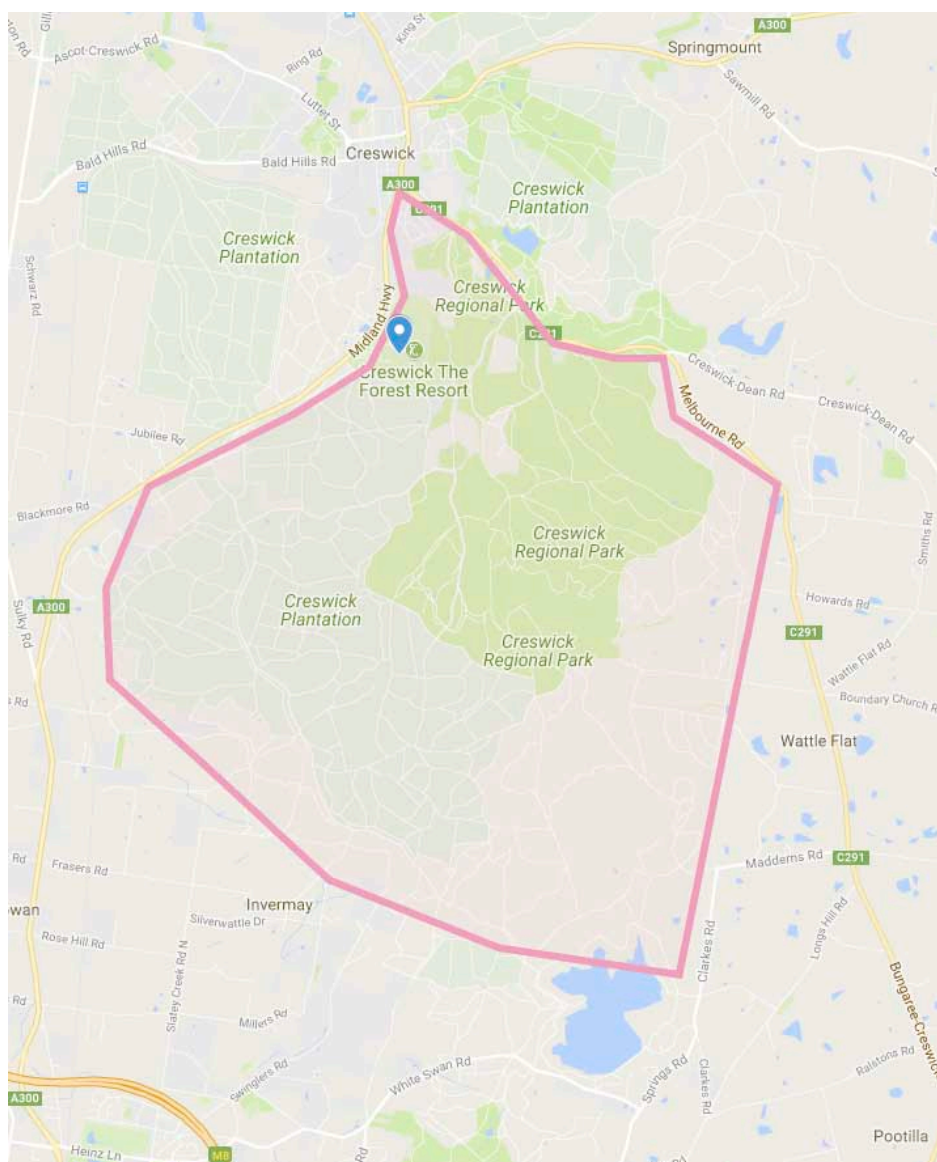 A300
Springmount
King St
Ascot-Creswick Rd
Ring Rd
Sawmill Rd
Luttet St
Creswick
Bald Hills Rd
Bald Hills Rd
A300
C291
Creswick
Plantation
Creswick
Plantation
Schwarz Rd
Creswick
Regional Park
Midland Hwy
C291
Creswick The
Forest Resort
Creswick-Dean Rd
Creswick-Dean Rd
Melbourne Rd
Jubilee Rd
Blackmore Rd
Creswick
Regional Park
Smiths Rd
Creswick
Plantation
Howards Rd
A300
Sulky Rd
C291
Creswick
Regional Park
Wattle Flat Rd
Boundary Church R
Wattle Flat
Rd
Frasers Rd
Maddems Rd
C291
Invermay
owan
Silverwattle Dr
Rose Hill Rd
Slatey Creek Rd N
Clarkes Rd
Longs Hill Rd
Rd
Millers Rd
Bungaree-Creswick
Swinglers Rd
White Swan Rd
Springs Rd
Clarkes Rd
Ralstons Rd
A300
Heinz Ln
M8
Rd
Pootilla